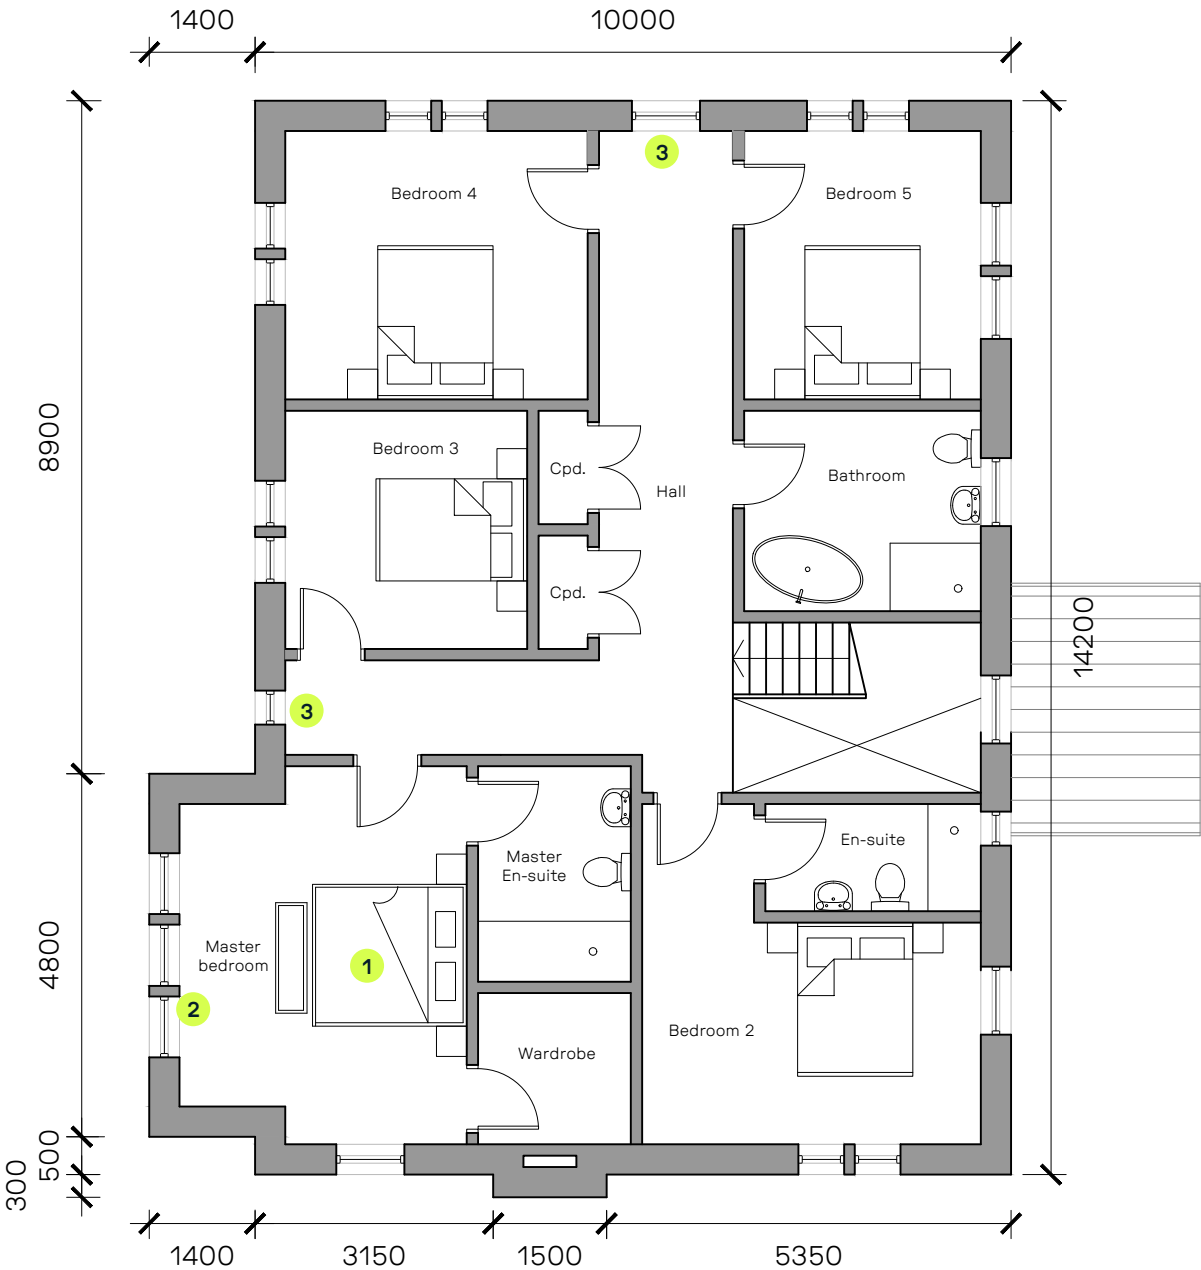 1400
10000
3
Bedroom 4
Bedroom 5
8900
Bedroom 3
Cpd.
Hall
Bathroom
Cpd.
14200
3
Master
En-suite
En-suite
4800
Master
bedroom
1
2
Bedroom 2
Wardrobe
500
300
1400
3150
1500
5350